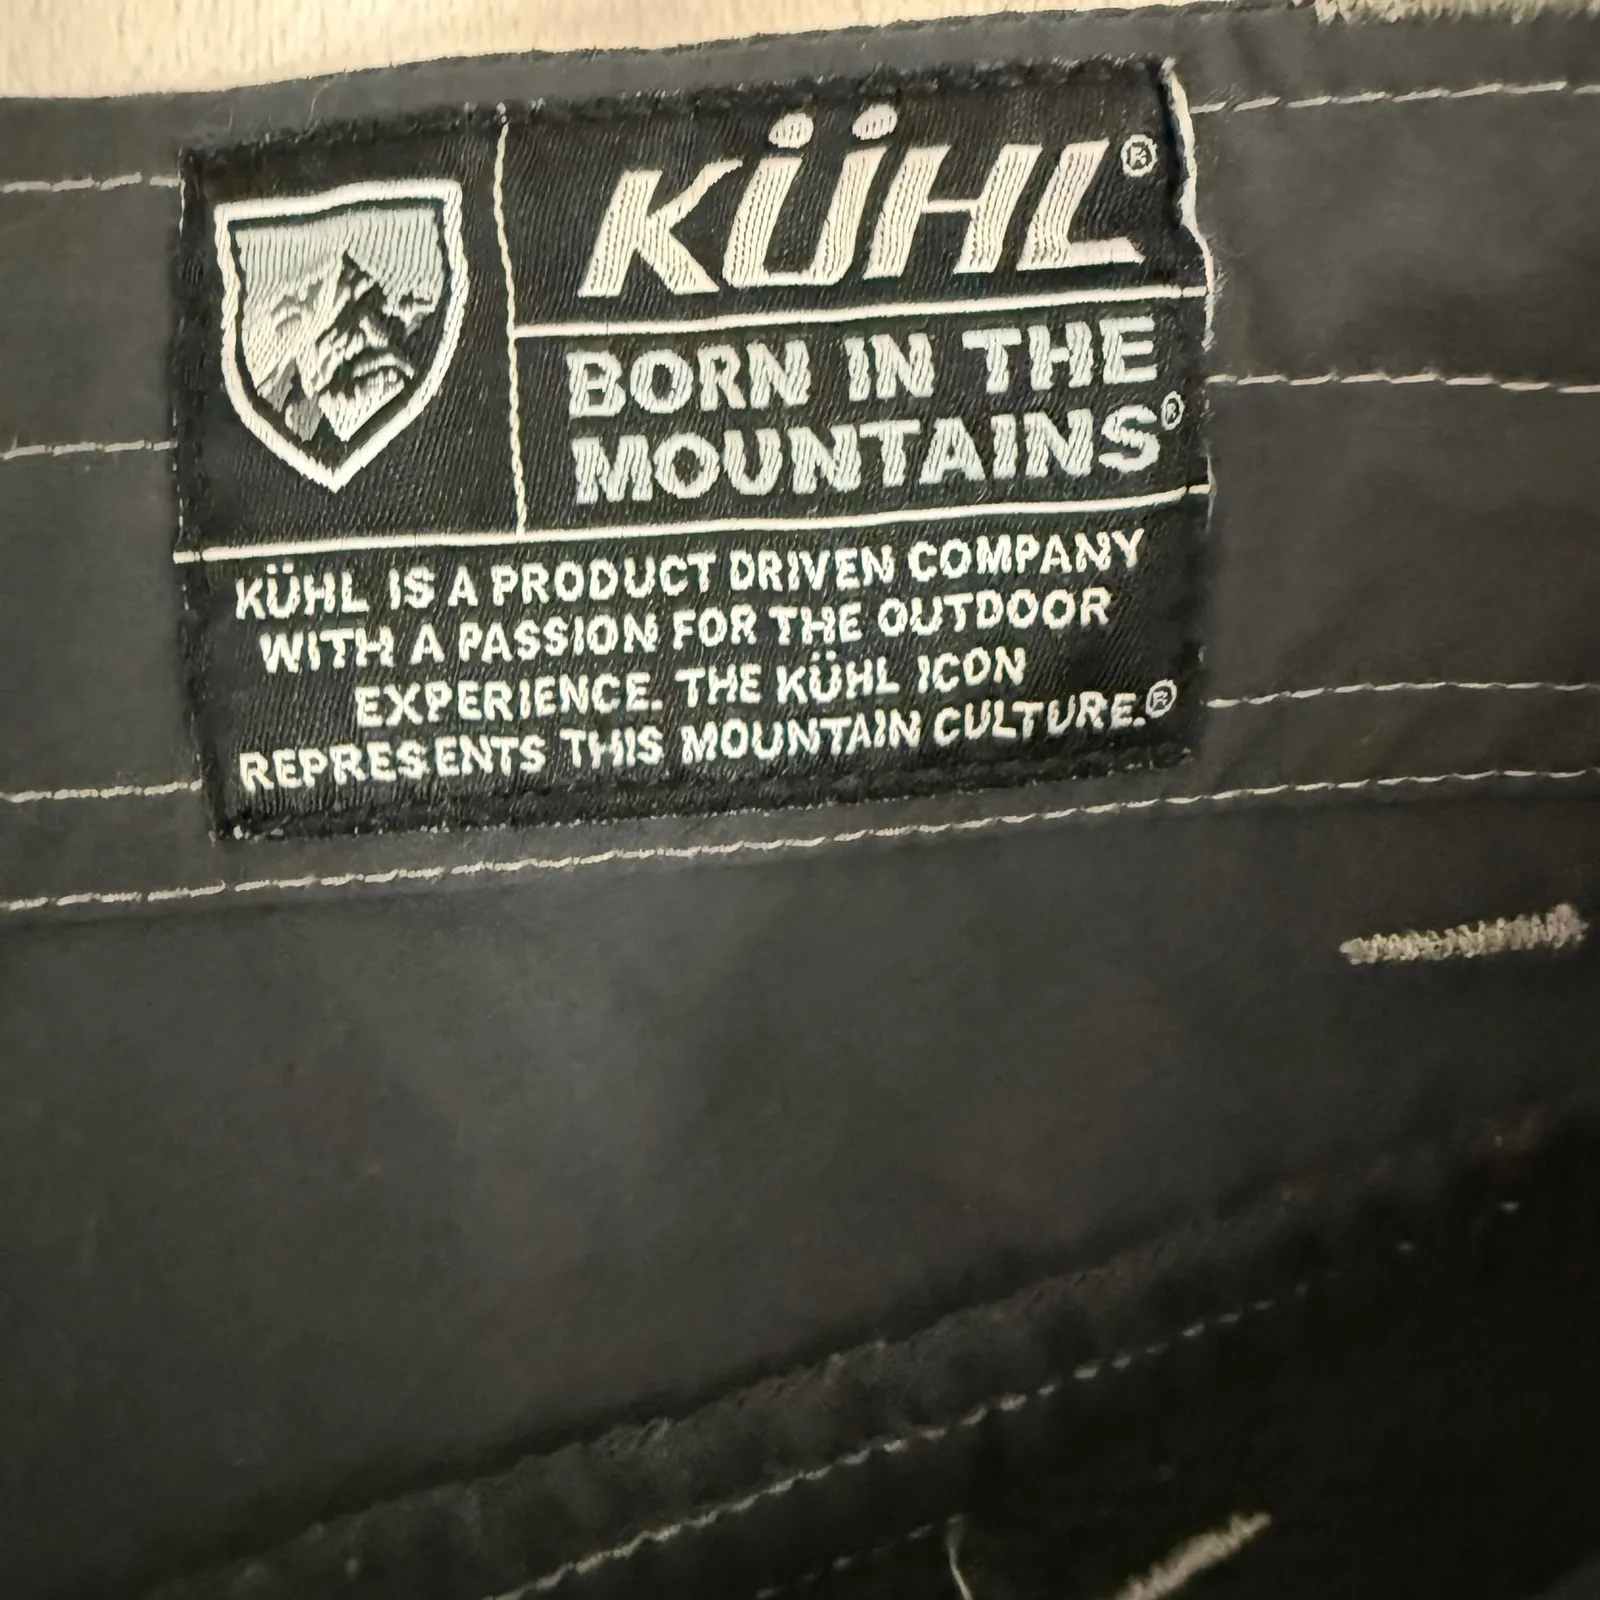 KÜHL®
BORN IN THE
MOUNTAINS®
KÜHL IS A PRODUCT DRIVEN COMPANY
WITH A PASSION FOR THE OUTDOOR
EXPERIENCE. THE KÜHL ICON
REPRESENTS THIS MOUNTAIN CULTURE.®